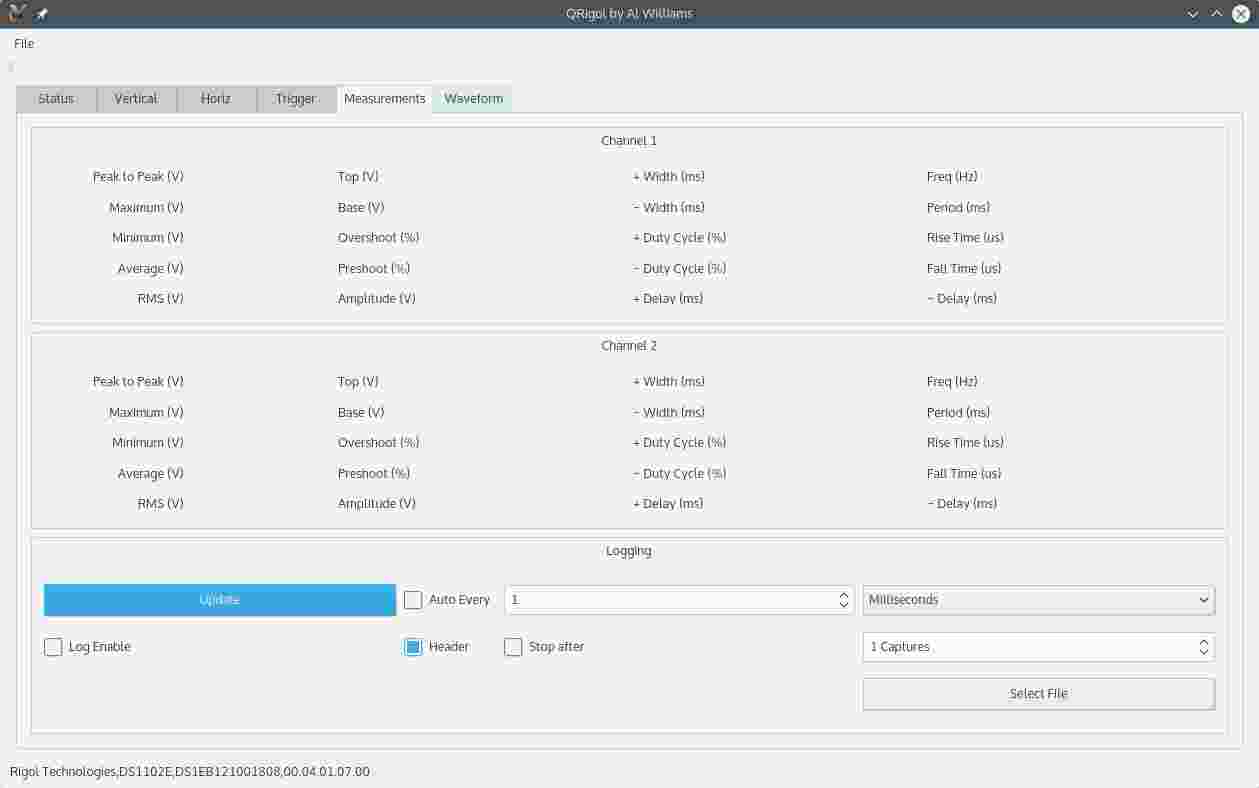 QRigol by Al Williams
File
Status Vertical Horiz Trigger Measurements Waveform
Channel 1
Peak to Peak (V) Top (V) + Width (ms) Freq (Hz)
Maximum (V) Base (V) - Width (ms) Period (ms)
Minimum (V) Overshoot (%) + Duty Cycle (%) Rise Time (us)
Average (V) Preshoot (%) - Duty Cycle (%) Fall Time (us)
RMS (V) Amplitude (V) + Delay (ms) - Delay (ms)
Channel 2
Peak to Peak (V) Top (V) + Width (ms) Freq (Hz)
Maximum (V) Base (V) - Width (ms) Period (ms)
Minimum (V) Overshoot (%) + Duty Cycle (%) Rise Time (us)
Average (V) Preshoot (%) - Duty Cycle (%) Fall Time (us)
RMS (V) Amplitude (V) + Delay (ms) - Delay (ms)
Logging
Update Auto Every 1 Milliseconds
Log Enable Header Stop after 1 Captures
Select File
Rigol Technologies,DS1102E,DS1EB121001808,00.04.01.07.00